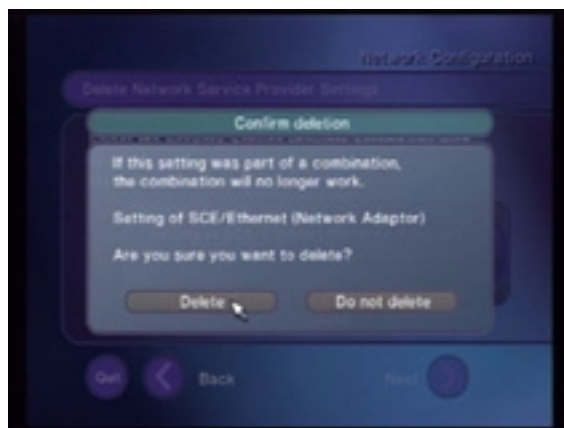 Network Configuration
Delete Network Service Provider Settings
Confirm deletion
If this setting was part of a combination,
the combination will no longer work.
Setting of SCE/Ethernet (Network Adaptor)
Are you sure you want to delete?
Delete
Do not delete
Quit
Back
Next